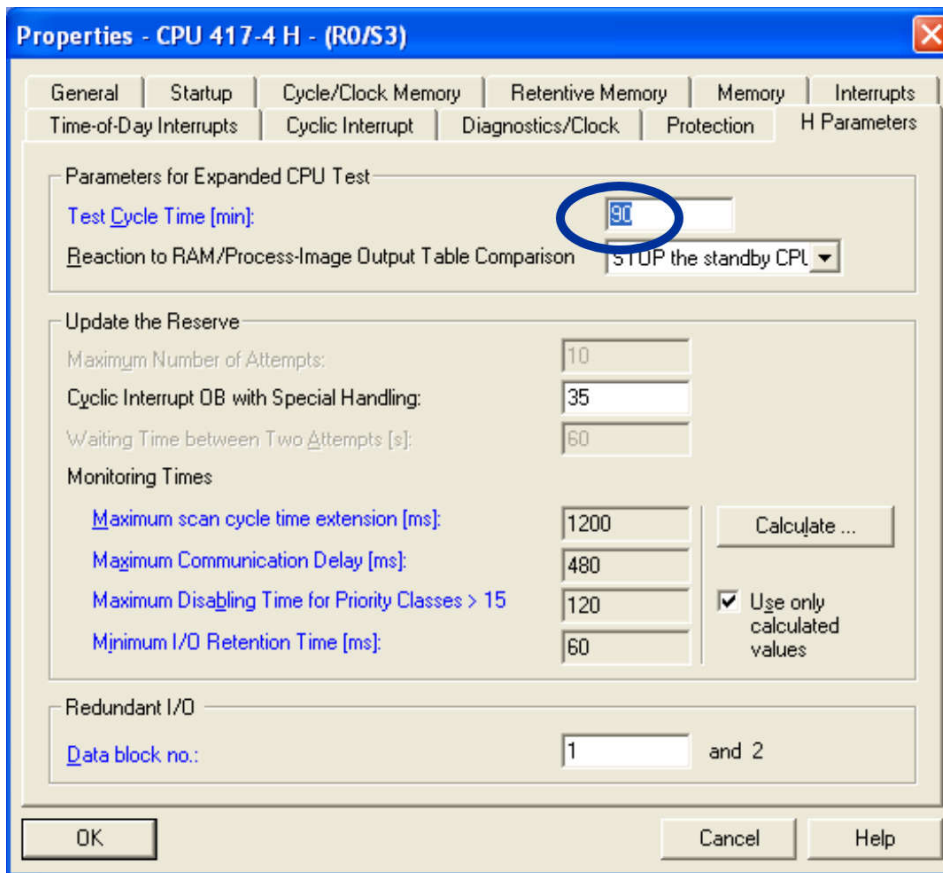 Properties - CPU 417-4 H - (R0/S3)
General Startup Cycle/Clock Memory Retentive Memory Memory Interrupts
Time-of-Day Interrupts Cyclic Interrupt Diagnostics/Clock Protection H Parameters
Parameters for Expanded CPU Test
Test Cycle Time [min]: 90
Reaction to RAM/Process-Image Output Table Comparison STOP the standby CPU
Update the Reserve
Maximum Number of Attempts: 10
Cyclic Interrupt OB with Special Handling: 35
Waiting Time between Two Attempts [s]: 60
Monitoring Times
Maximum scan cycle time extension [ms]: 1200 Calculate ...
Maximum Communication Delay [ms]: 480
Maximum Disabling Time for Priority Classes > 15 120 Use only
calculated
Minimum I/O Retention Time [ms]: 60 values
Redundant I/O
Data block no.: 1 and 2
OK Cancel Help